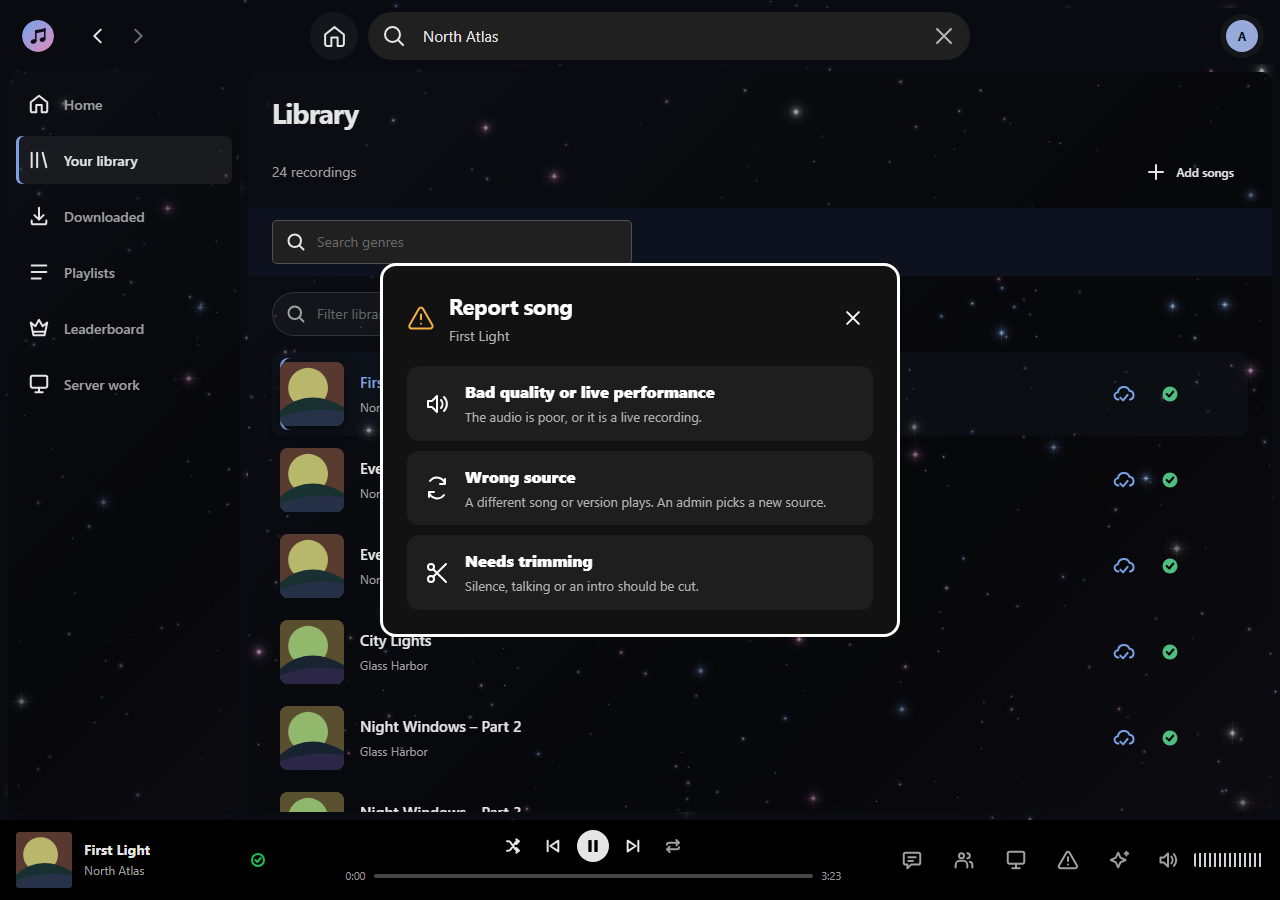 North Atlas
A
Home
Your library
Downloaded
Playlists
Leaderboard
Server work
Library
24 recordings
Add songs
Search genres
Filter
Report song
First Light
Bad quality or live performance
The audio is poor, or it is a live recording.
Wrong source
A different song or version plays. An admin picks a new source.
Needs trimming
Silence, talking or an intro should be cut.
City Lights
Glass Harbor
Night Windows – Part 2
Glass Harbor
First Light
North Atlas
0:00
3:23